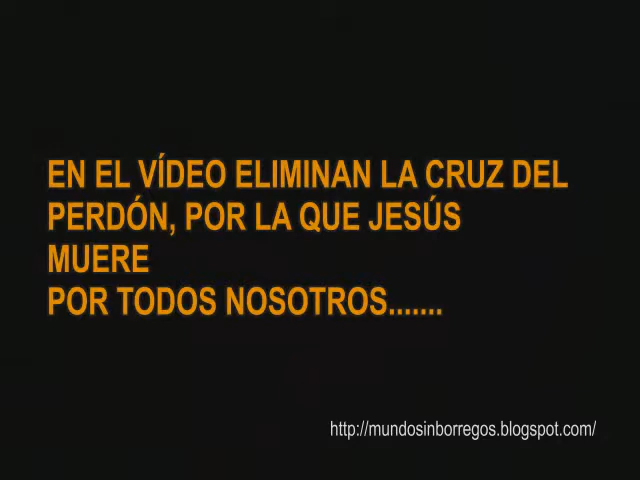 EN EL VÍDEO ELIMINAN LA CRUZ DEL
PERDÓN, POR LA QUE JESÚS
MUERE
POR TODOS NOSOTROS.......
http://mundosinborregos.blogspot.com/